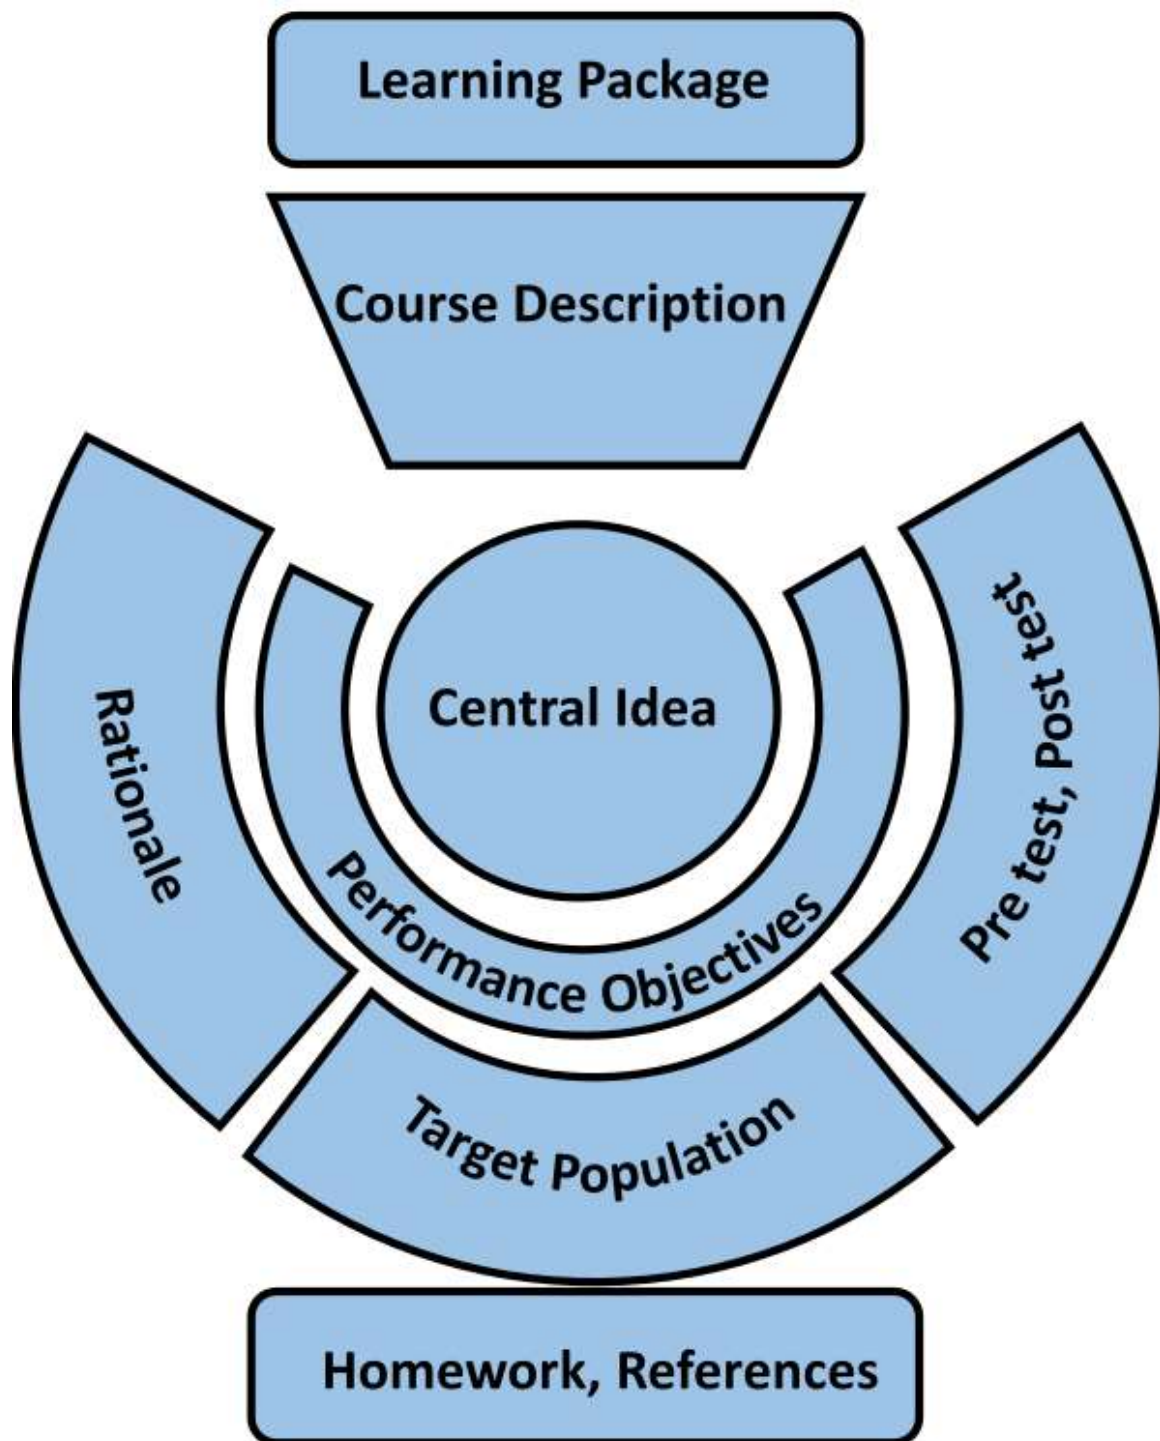 Learning Package
Course Description
Central Idea
Rationale
Performance Objectives
Pre test, Post test
Target Population
Homework, References